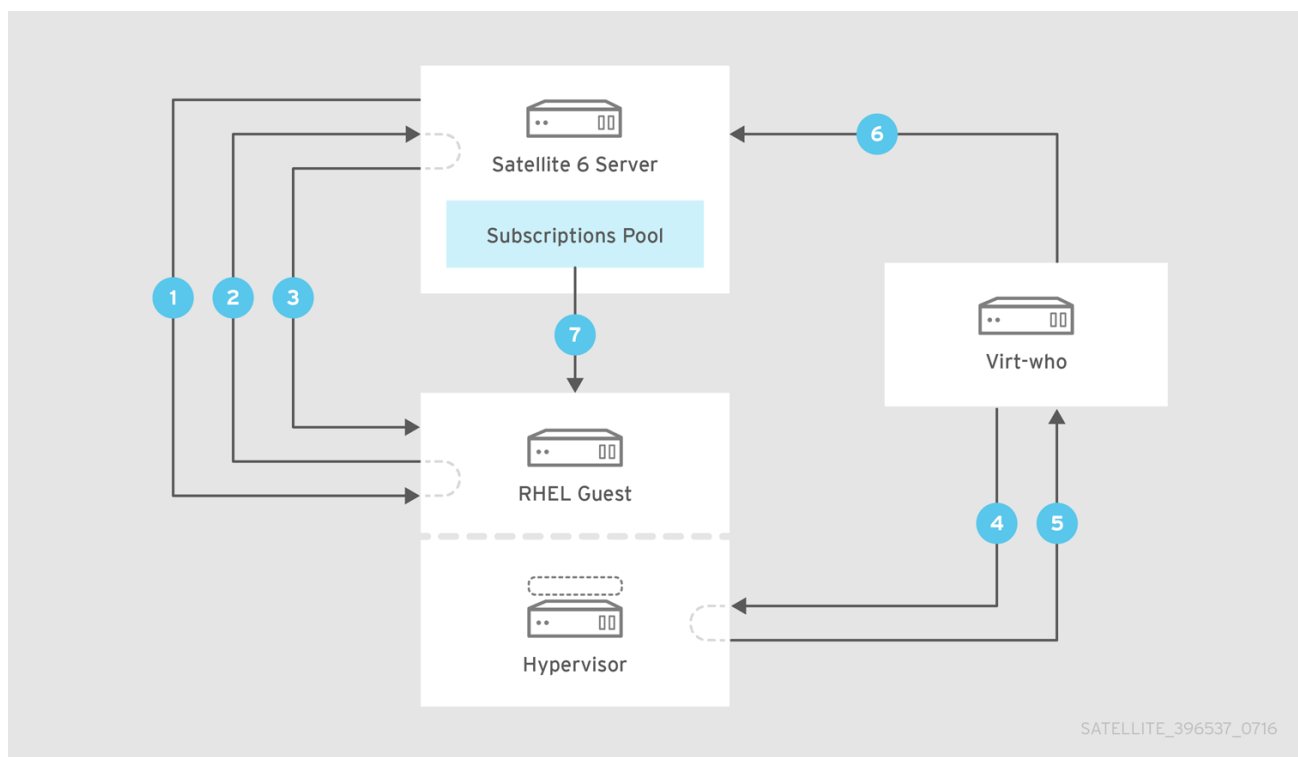 Satellite 6 Server
6
Subscriptions Pool
1
2
3
7
Virt-who
RHEL Guest
4
5
Hypervisor
SATELLITE_396537_0716